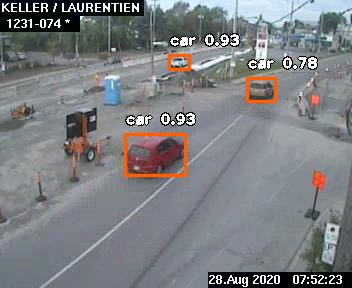 KELLER / LAURENTIEN
1231-074 *
car 0.93
car 0.78
car 0.93
28.Aug 2020 07:52:23